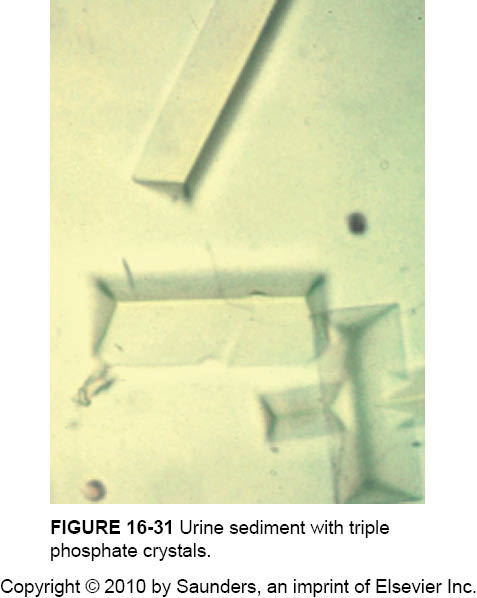 FIGURE 16-31 Urine sediment with triple
phosphate crystals.
Copyright © 2010 by Saunders, an imprint of Elsevier Inc.